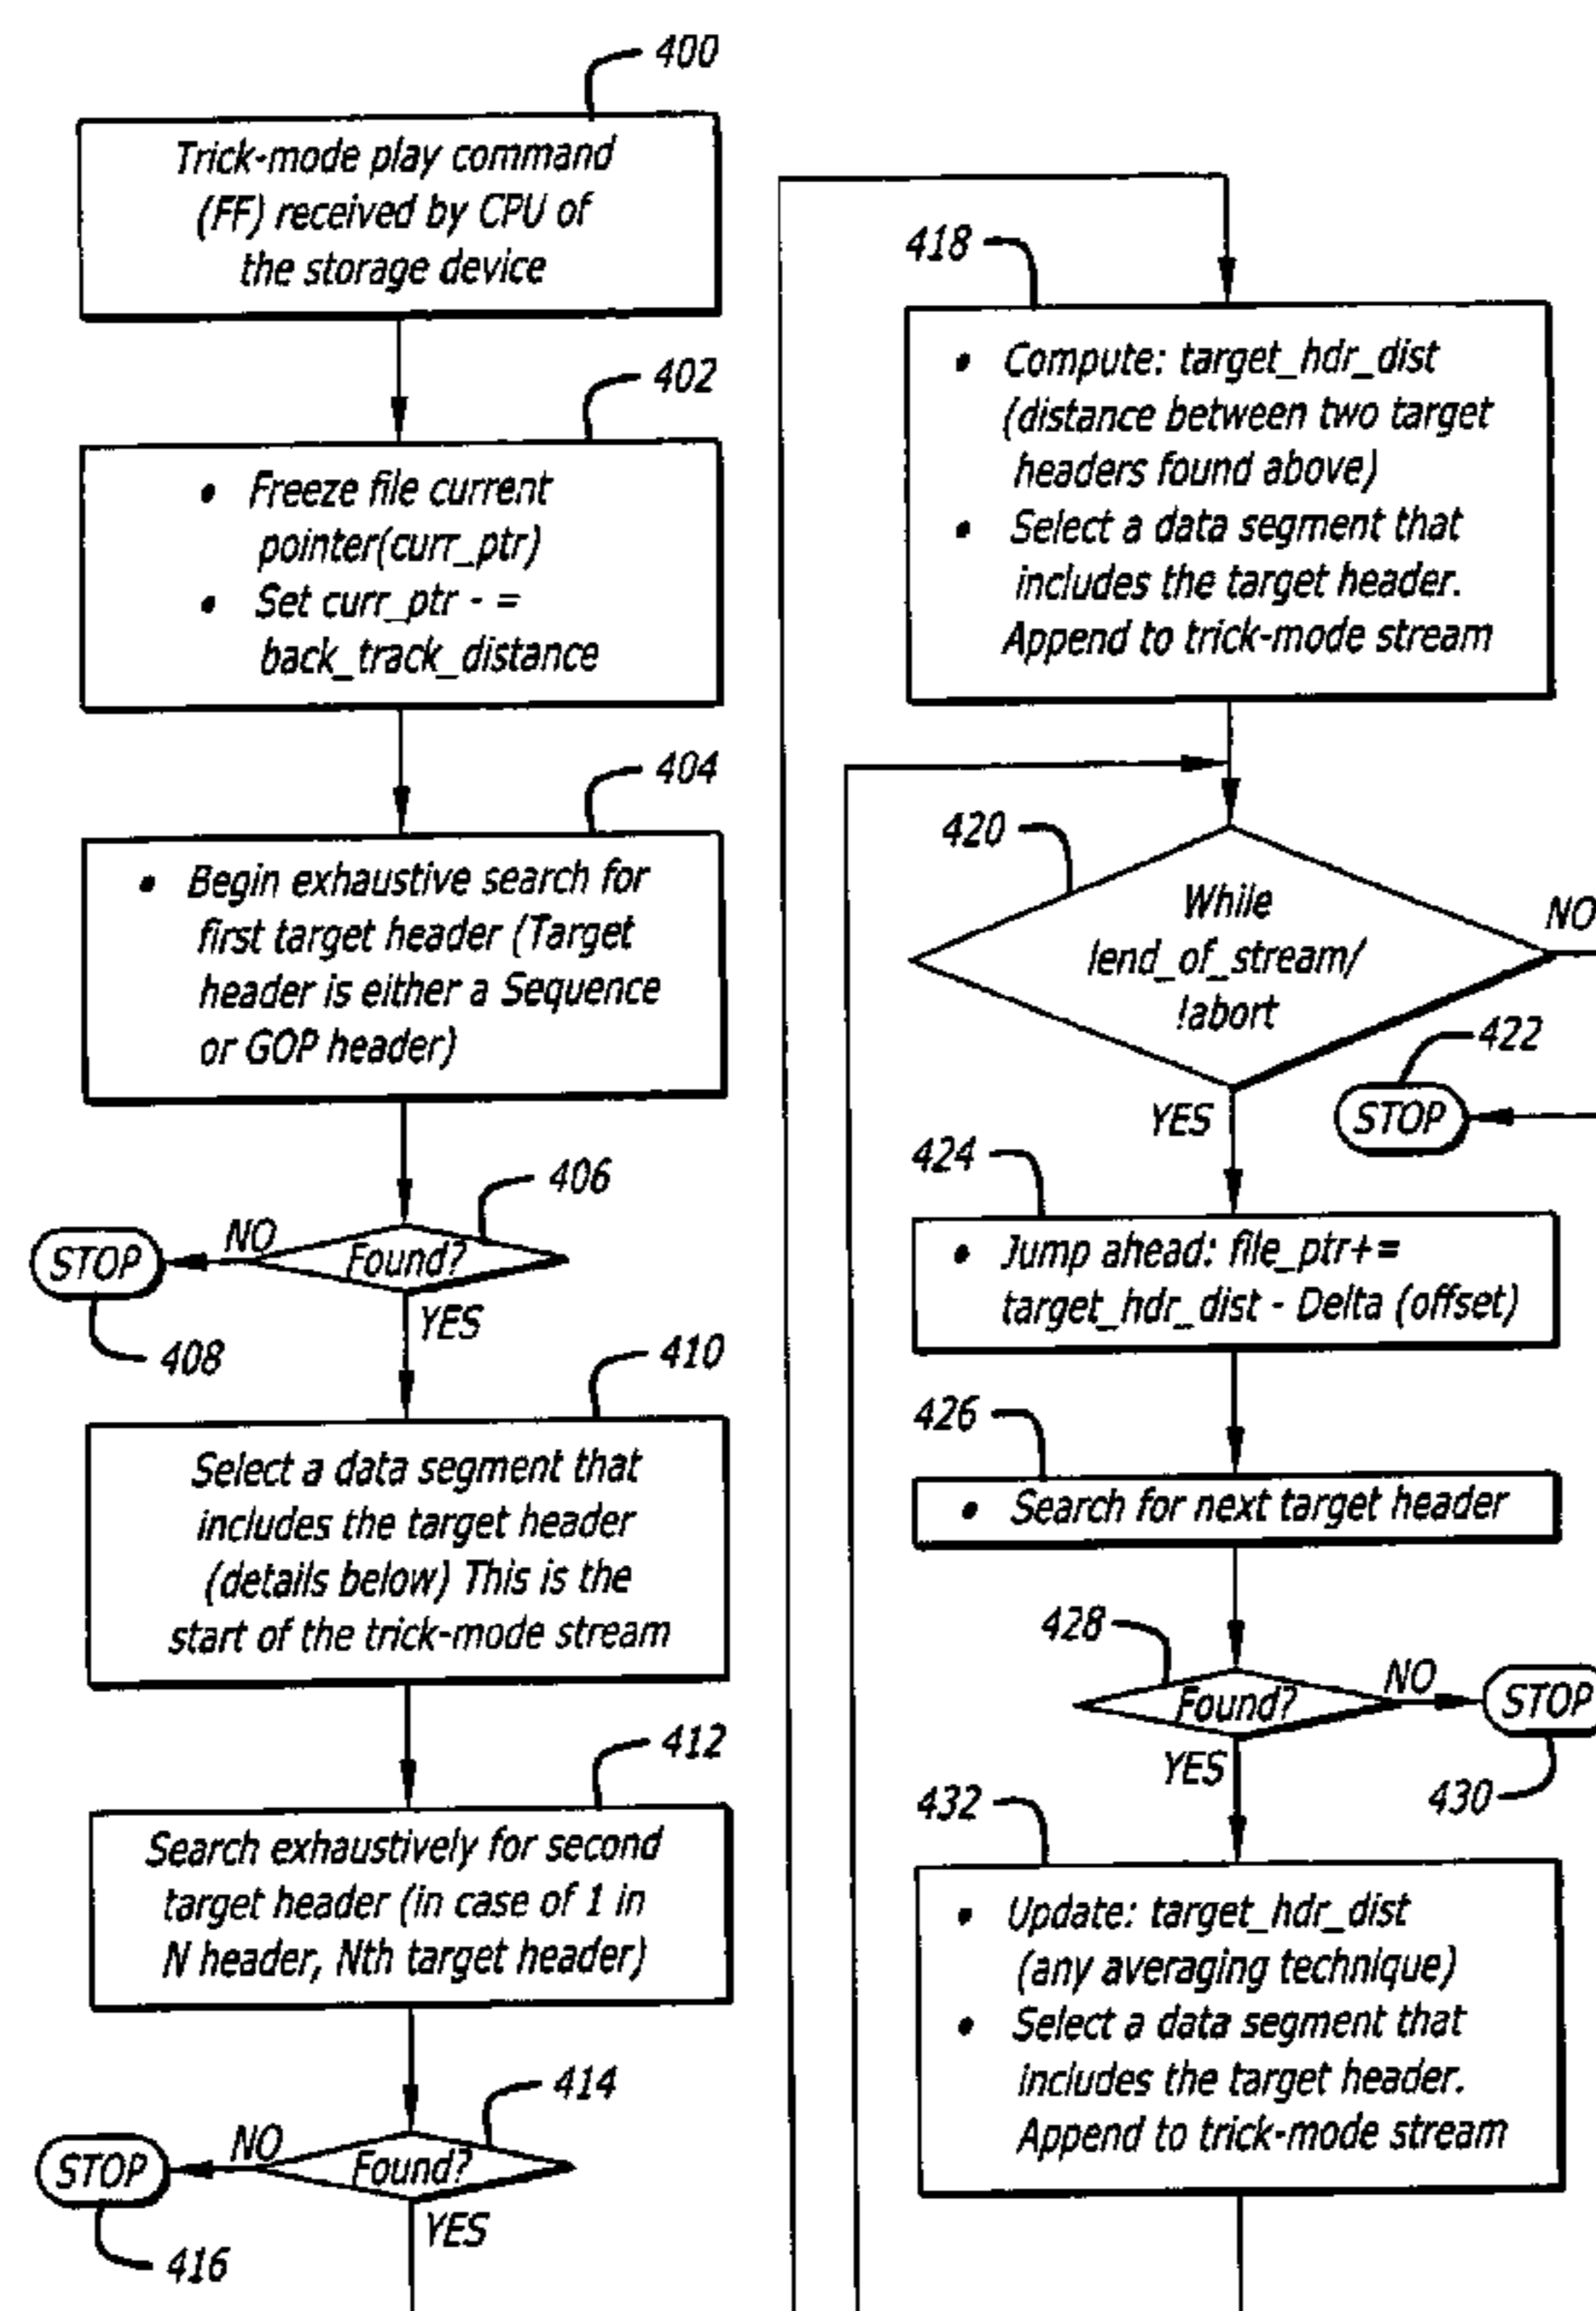 400
Trick-mode play command
(FF) received by CPU of
the storage device
402
• Freeze file current
pointer(curr_ptr)
• Set curr_ptr - =
back_track_distance
404
• Begin exhaustive search for
first target header (Target
header is either a Sequence
or GOP header)
406
Found?
NO
STOP
408
YES
410
Select a data segment that
includes the target header
(details below) This is the
start of the trick-mode stream
412
Search exhaustively for second
target header (in case of 1 in
N header, Nth target header)
414
Found?
NO
STOP
416
YES
418
• Compute: target_hdr_dist
(distance between two target
headers found above)
• Select a data segment that
includes the target header.
Append to trick-mode stream
420
While
lend_of_stream/
!abort
NO
422
STOP
YES
424
• Jump ahead: file_ptr+=
target_hdr_dist - Delta (offset)
426
• Search for next target header
428
Found?
NO
STOP
430
YES
432
• Update: target_hdr_dist
(any averaging technique)
• Select a data segment that
includes the target header.
Append to trick-mode stream